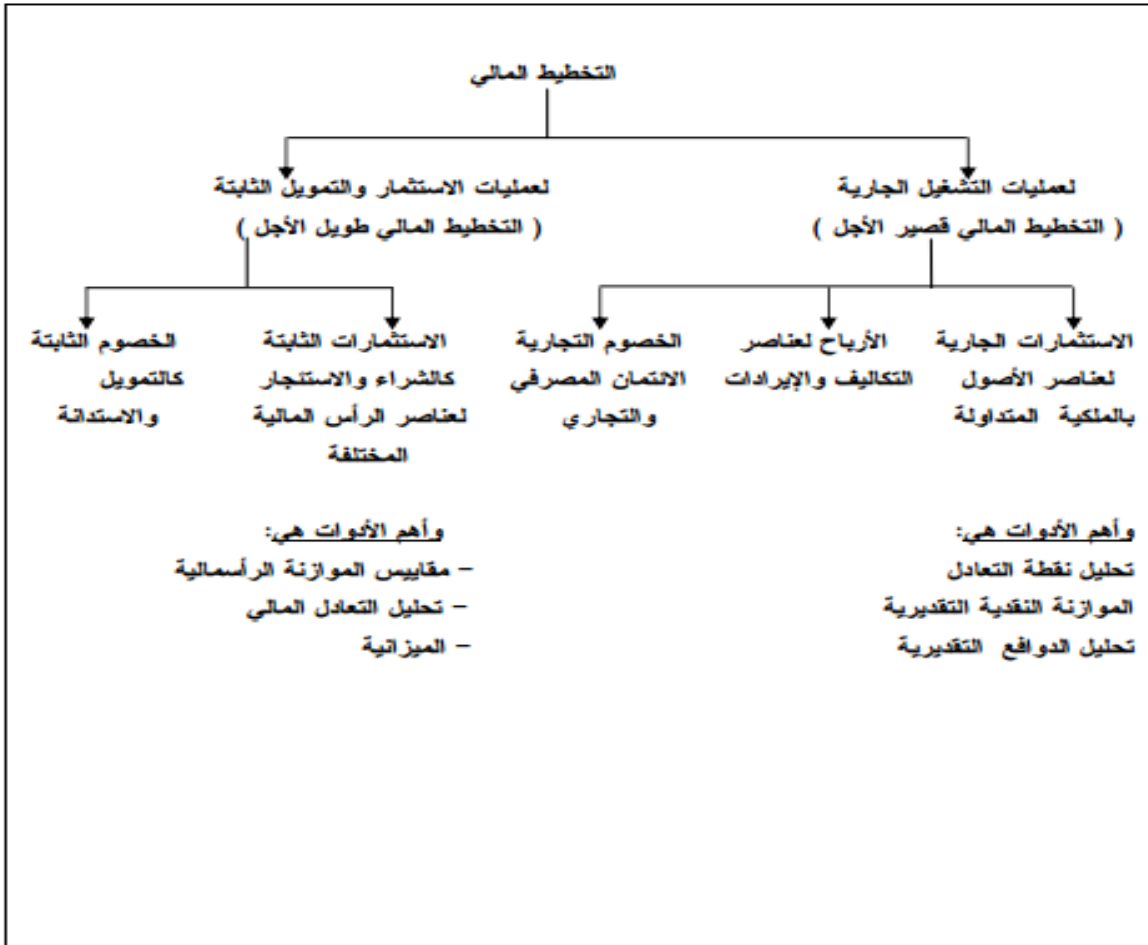 التخطيط المالي
لعمليات التشغيل الجارية
( التخطيط المالي قصير الأجل )
لعمليات الاستثمار والتمويل الثابتة
( التخطيط المالي طويل الأجل )
الاستثمارات الجارية
لعناصر الأصول
بالملكية المتداولة
الأرباح لعناصر
التكاليف والإيرادات
الخصوم التجارية
الائتمان المصرفي
والتجاري
الاستثمارات الثابتة
كالشراء والاستئجار
لعناصر الرأس المالية
المختلفة
الخصوم الثابتة
كالتمويل
والاستدانة
وأهم الأدوات هي:
تحليل نقطة التعادل
الموازنة النقدية التقديرية
تحليل الدوافع التقديرية
وأهم الأدوات هي:
– مقاييس الموازنة الرأسمالية
– تحليل التعادل المالي
– الميزانية